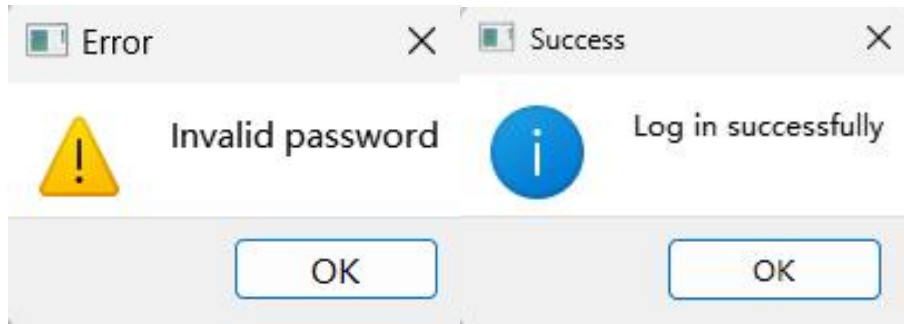 Error
Invalid password
OK
Success
Log in successfully
OK